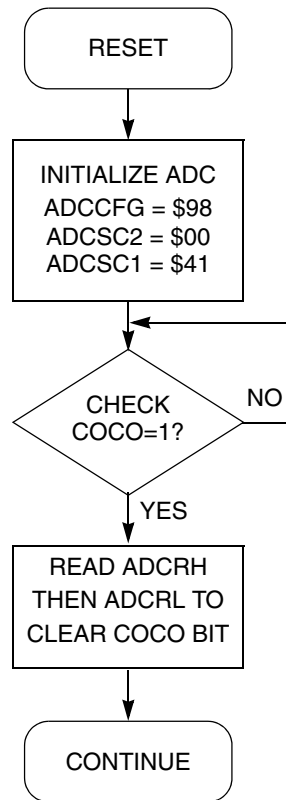 RESET
INITIALIZE ADC
ADCCFG = $98
ADCSC2 = $00
ADCSC1 = $41
CHECK
COCO=1?
NO
YES
READ ADCRH
THEN ADCRL TO
CLEAR COCO BIT
CONTINUE